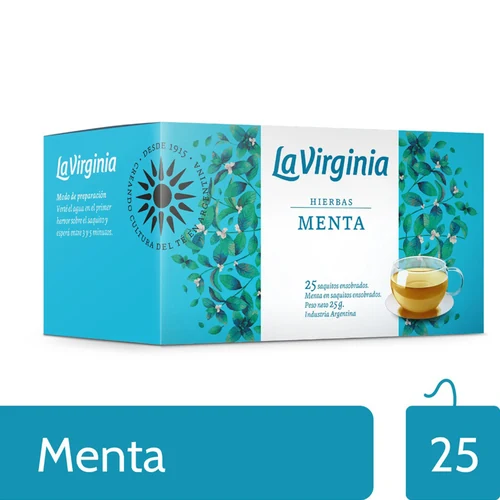 DESDE 1915 - CREANDO CULTURA DEL TE EN ARGENTINA
La Virginia
Modo de preparación
Verté el agua en el primer
hervor sobre el saquito y
esperá entre 3 y 5 minutos.
La Virginia
HIERBAS
MENTA
25 saquitos ensobrados.
Menta en saquitos ensobrados.
Peso neto 25 g.
Industria Argentina
Menta
25